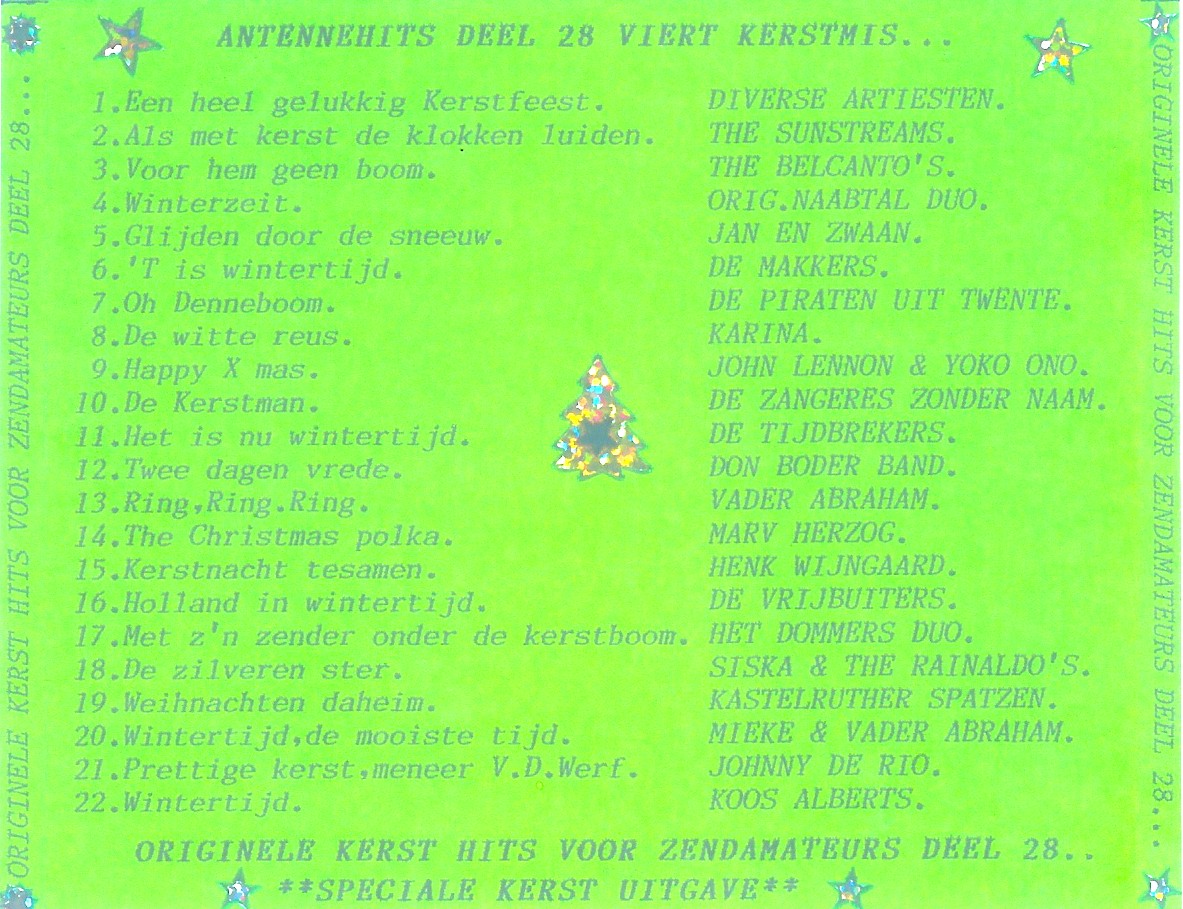 ANTENNEHITS DEEL 28 VIERT KERSTMIS...
1.Een heel gelukkig Kerstfeest. DIVERSE ARTIESTEN.
2.Als met kerst de klokken luiden. THE SUNSTREAMS.
3.Voor hem geen boom. THE BELCANTO'S.
4.Winterzeit. ORIG.NAABTAL DUO.
5.Glijden door de sneeuw. JAN EN ZWAAN.
6.'T is wintertijd. DE MAKKERS.
7.Oh Denneboom. DE PIRATEN UIT TWENTE.
8.De witte reus. KARINA.
9.Happy X mas. JOHN LENNON & YOKO ONO.
10.De Kerstman. DE ZANGERES ZONDER NAAM.
11.Het is nu wintertijd. DE TIJDBREKERS.
12.Twee dagen vrede. DON BODER BAND.
13.Ring,Ring.Ring. VADER ABRAHAM.
14.The Christmas polka. MARV HERZOG.
15.Kerstnacht tesamen. HENK WIJNGAARD.
16.Holland in wintertijd. DE VRIJBUITERS.
17.Met z'n zender onder de kerstboom. HET DOMMERS DUO.
18.De zilveren ster. SISKA & THE RAINALDO'S.
19.Weihnachten daheim. KASTELRUTHER SPATZEN.
20.Wintertijd,de mooiste tijd. MIEKE & VADER ABRAHAM.
21.Prettige kerst,meneer V.D.Werf. JOHNNY DE RIO.
22.Wintertijd. KOOS ALBERTS.
ORIGINELE KERST HITS VOOR ZENDAMATEURS DEEL 28..
**SPECIALE KERST UITGAVE**
ORIGINELE KERST HITS VOOR ZENDAMATEURS DEEL 28...
ORIGINELE KERST HITS VOOR ZENDAMATEURS DEEL 28...